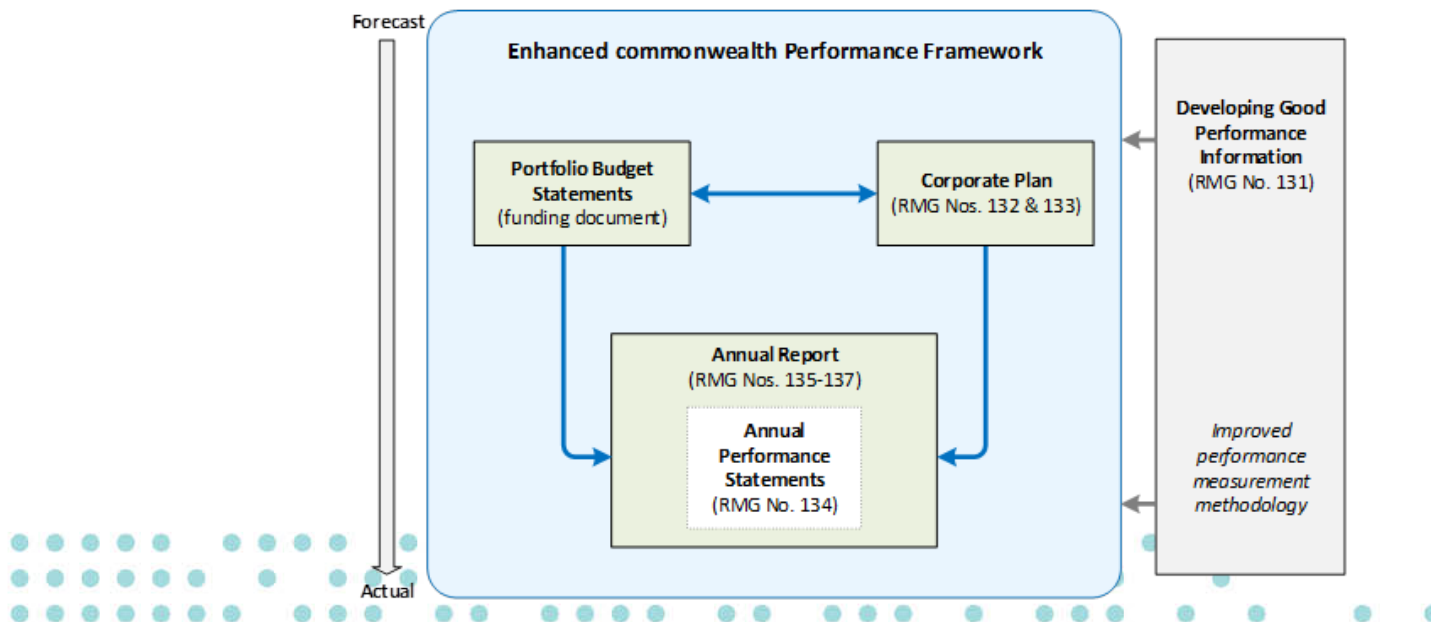 Forecast
Enhanced commonwealth Performance Framework
Portfolio Budget
Statements
(funding document)
Corporate Plan
(RMG Nos. 132 & 133)
Developing Good
Performance
Information
(RMG No. 131)
Annual Report
(RMG Nos. 135-137)
Annual
Performance
Statements
(RMG No. 134)
Improved
performance
measurement
methodology
Actual